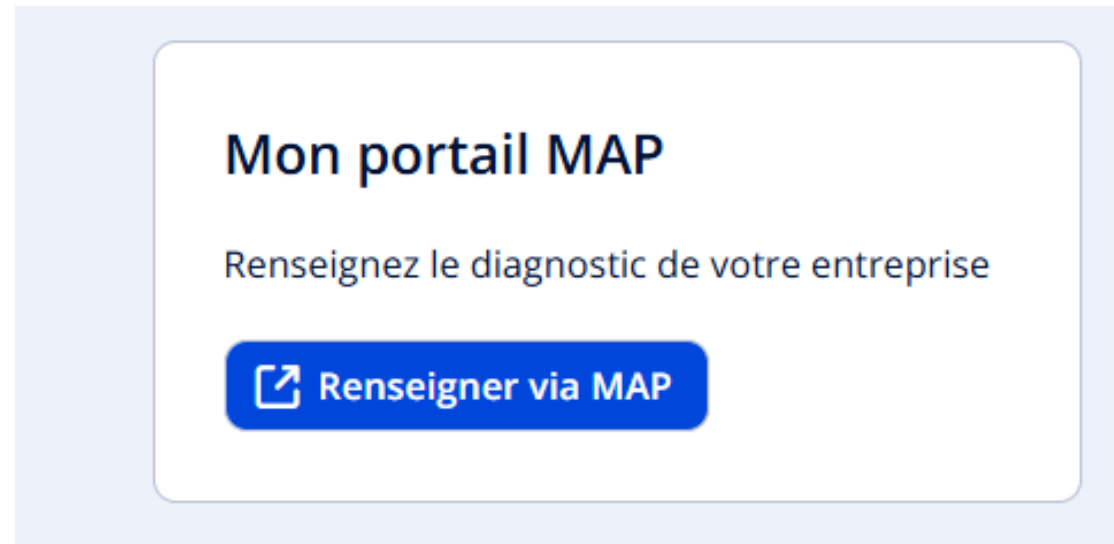 Mon portail MAP
Renseignez le diagnostic de votre entreprise
Renseigner via MAP